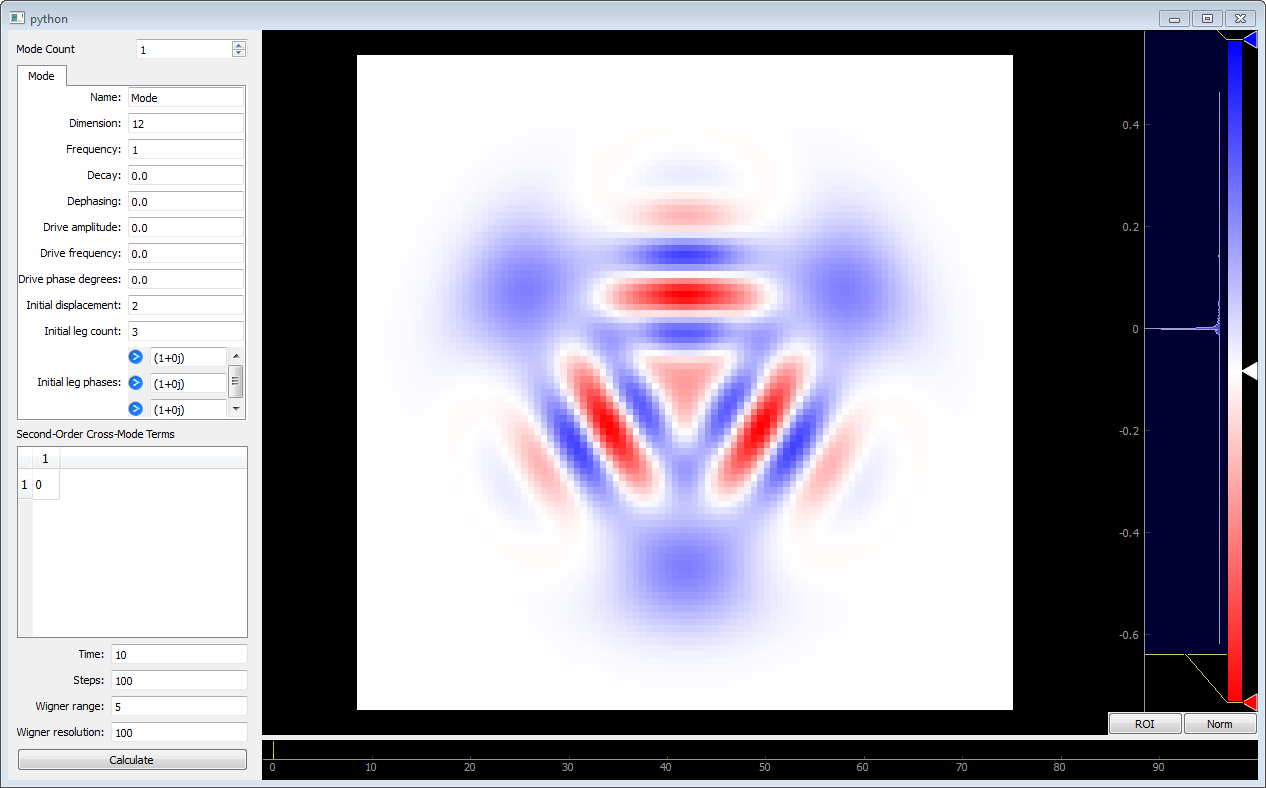 python
Mode Count 1
Mode
Name: Mode
Dimension: 12
Frequency: 1
Decay: 0.0
Dephasing: 0.0
Drive amplitude: 0.0
Drive frequency: 0.0
Drive phase degrees: 0.0
Initial displacement: 2
Initial leg count: 3
(1+0j)
Initial leg phases: (1+0j)
(1+0j)
Second-Order Cross-Mode Terms
1
1 0
Time: 10
Steps: 100
Wigner range: 5
Wigner resolution: 100
Calculate
0.4
0.2
0
-0.2
-0.4
-0.6
ROI Norm
0 10 20 30 40 50 60 70 80 90